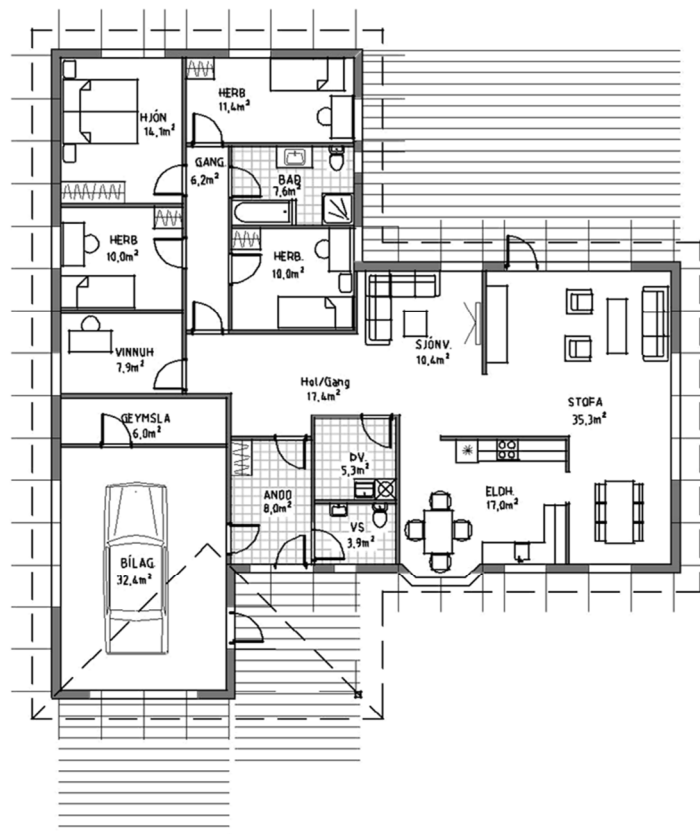 HERB
11,4m²
HJÓN
14,1m²
GANG
6,2m²
BAÐ
7,6m²
HERB
10,0m²
HERB.
10,0m²
SJÓNV.
10,4m²
VINNUH
7,9m²
Hol/Gang
17,4m²
STOFA
35,3m²
GEYMSLA
6,0m²
ÞV.
5,3m²
ELDH.
17,0m²
ANDD
8,0m²
VS
3,9m²
BÍLAG.
32,4m²